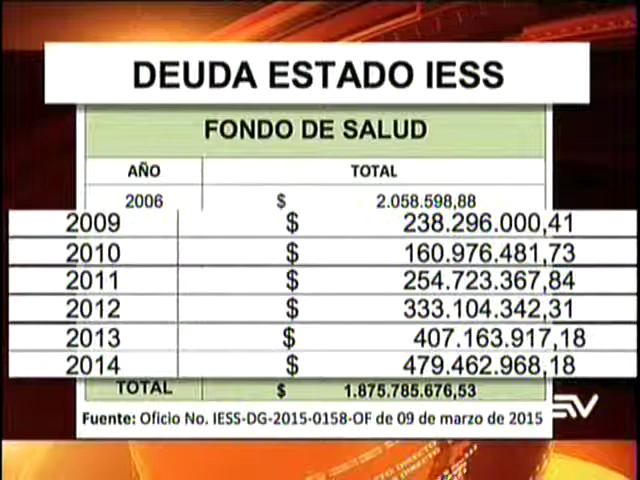 DEUDA ESTADO IESS
FONDO DE SALUD
AÑO TOTAL
2006 $ 2.058.598,88
2009 $ 238.296.000,41
2010 $ 160.976.481,73
2011 $ 254.723.367,84
2012 $ 333.104.342,31
2013 $ 407.163.917,18
2014 $ 479.462.968,18
TOTAL $ 1.875.785.676,53
Fuente: Oficio No. IESS-DG-2015-0158-OF de 09 de marzo de 2015